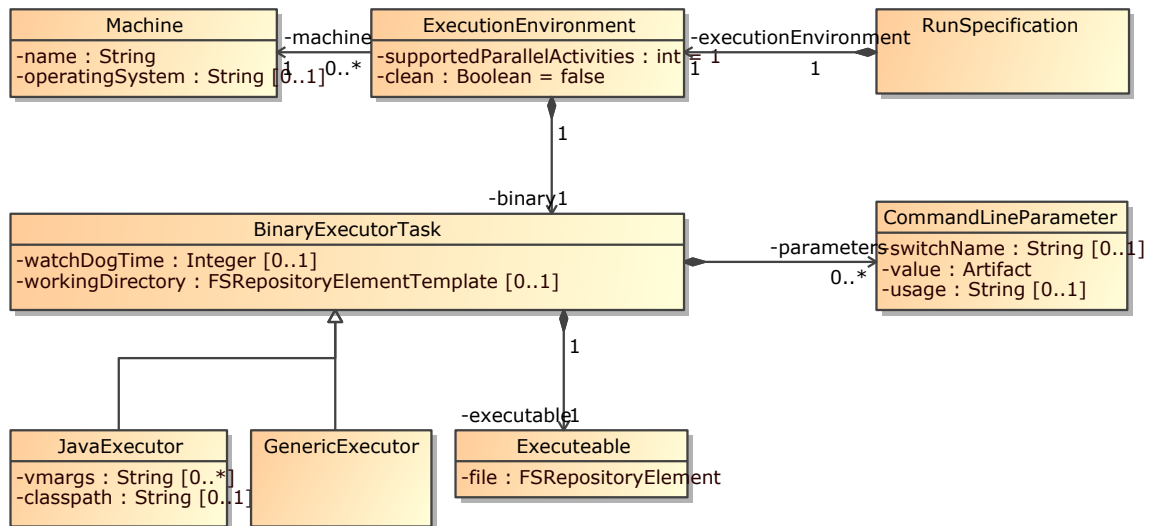 Machine
-name : String
-operatingSystem : String [0..1]
-machine
1
0..*
ExecutionEnvironment
-supportedParallelActivities : int = 1
-clean : Boolean = false
-executionEnvironment
1
1
RunSpecification
1
-binary
1
BinaryExecutorTask
-watchDogTime : Integer [0..1]
-workingDirectory : FSRepositoryElementTemplate [0..1]
-parameters
0..*
CommandLineParameter
-switchName : String [0..1]
-value : Artifact
-usage : String [0..1]
1
-executable
1
JavaExecutor
-vmargs : String [0..*]
-classpath : String [0..1]
GenericExecutor
Executeable
-file : FSRepositoryElement